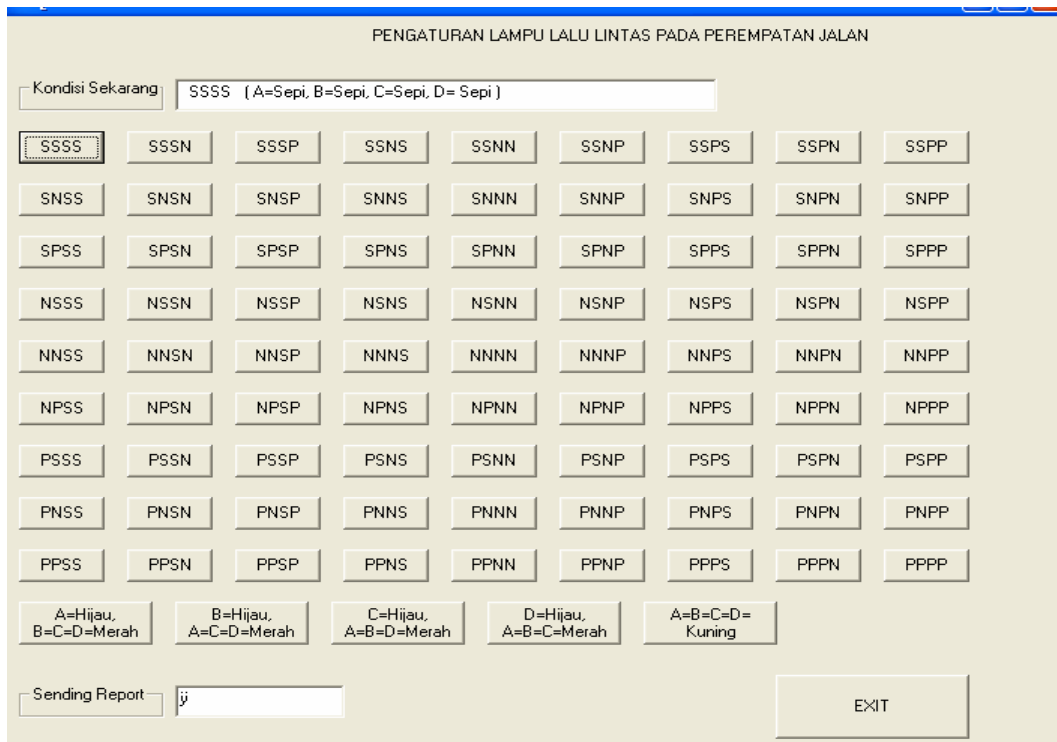 PENGATURAN LAMPU LALU LINTAS PADA PEREMPATAN JALAN
Kondisi Sekarang SSSS ( A=Sepi, B=Sepi, C=Sepi, D= Sepi )
SSSS SSSN SSSP SSNS SSNN SSNP SSPS SSPN SSPP
SNSS SNSN SNSP SNNS SNNN SNNP SNPS SNPN SNPP
SPSS SPSN SPSP SPNS SPNN SPNP SPPS SPPN SPPP
NSSS NSSN NSSP NSNS NSNN NSNP NSPS NSPN NSPP
NNSS NNSN NNSP NNNS NNNN NNNP NNPS NNPN NNPP
NPSS NPSN NPSP NPNS NPNN NPNP NPPS NPPN NPPP
PSSS PSSN PSSP PSNS PSNN PSNP PSPS PSPN PSPP
PNSS PNSN PNSP PNNS PNNN PNNP PNPS PNPN PNPP
PPSS PPSN PPSP PPNS PPNN PPNP PPPS PPPN PPPP
A=Hijau,
B=C=D=Merah
B=Hijau,
A=C=D=Merah
C=Hijau,
A=B=D=Merah
D=Hijau,
A=B=C=Merah
A=B=C=D=
Kuning
Sending Report ÿ
EXIT